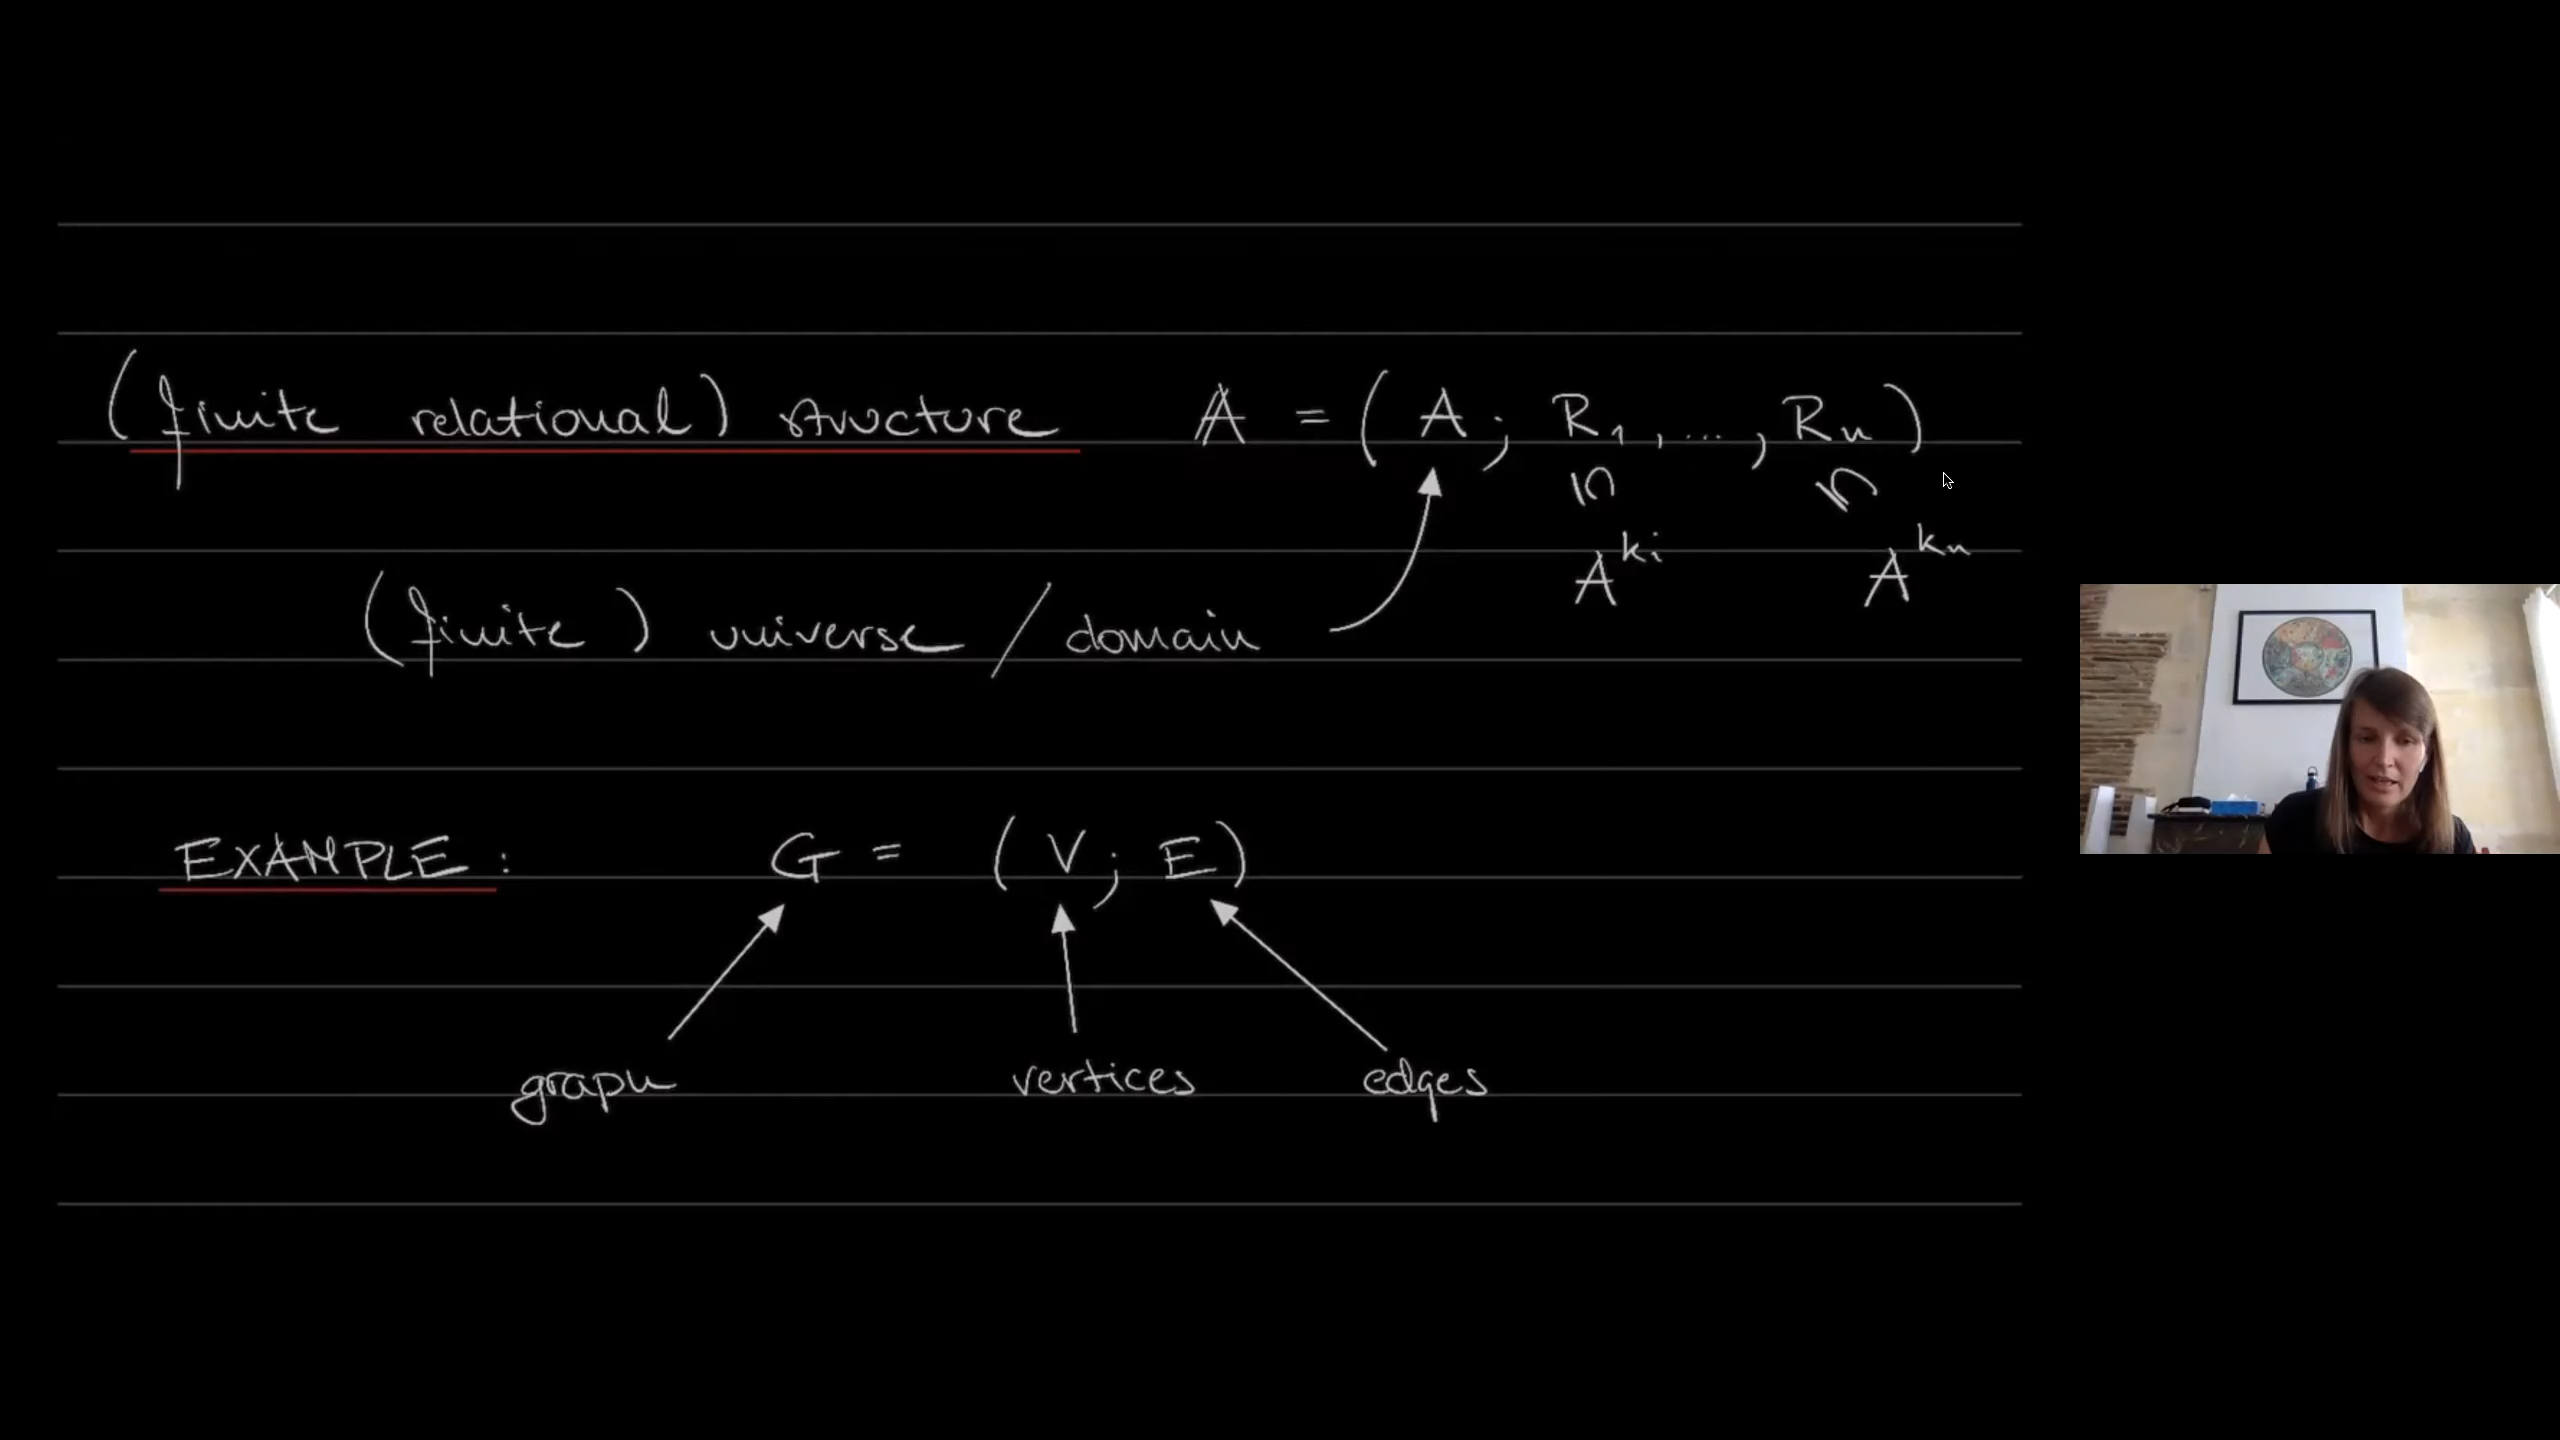 (finite relational) structure 𝔸 = (A; R₁, ..., Rₙ)
⊆ ⊆
A^ki A^kn
(finite) universe / domain
EXAMPLE: G = (V; E)
graph vertices edges